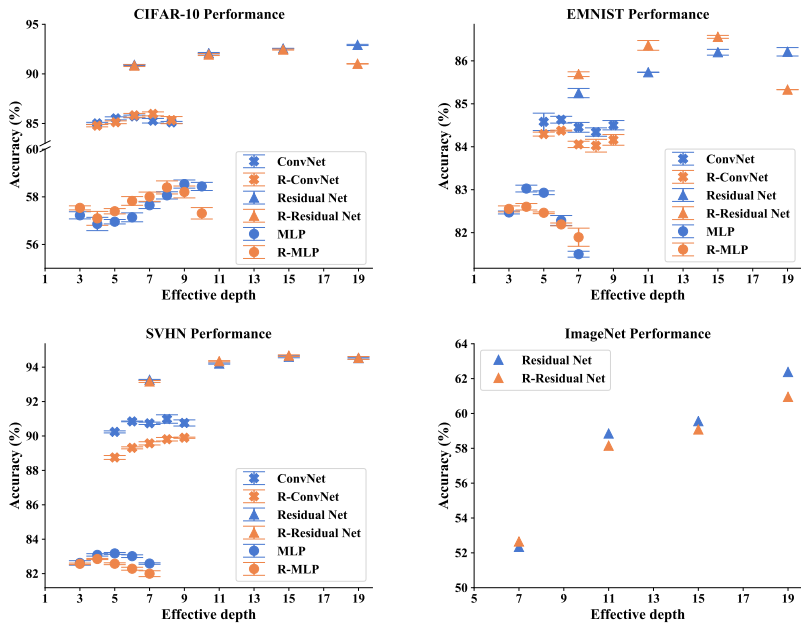 CIFAR-10 Performance
95
90
85
60
58
56
Accuracy (%)
ConvNet
R-ConvNet
Residual Net
R-Residual Net
MLP
R-MLP
1 3 5 7 9 11 13 15 17 19
Effective depth
EMNIST Performance
86
85
84
83
82
Accuracy (%)
ConvNet
R-ConvNet
Residual Net
R-Residual Net
MLP
R-MLP
1 3 5 7 9 11 13 15 17 19
Effective depth
SVHN Performance
94
92
90
88
86
84
82
Accuracy (%)
ConvNet
R-ConvNet
Residual Net
R-Residual Net
MLP
R-MLP
1 3 5 7 9 11 13 15 17 19
Effective depth
ImageNet Performance
64
62
60
58
56
54
52
50
Accuracy (%)
Residual Net
R-Residual Net
5 7 9 11 13 15 17 19
Effective depth